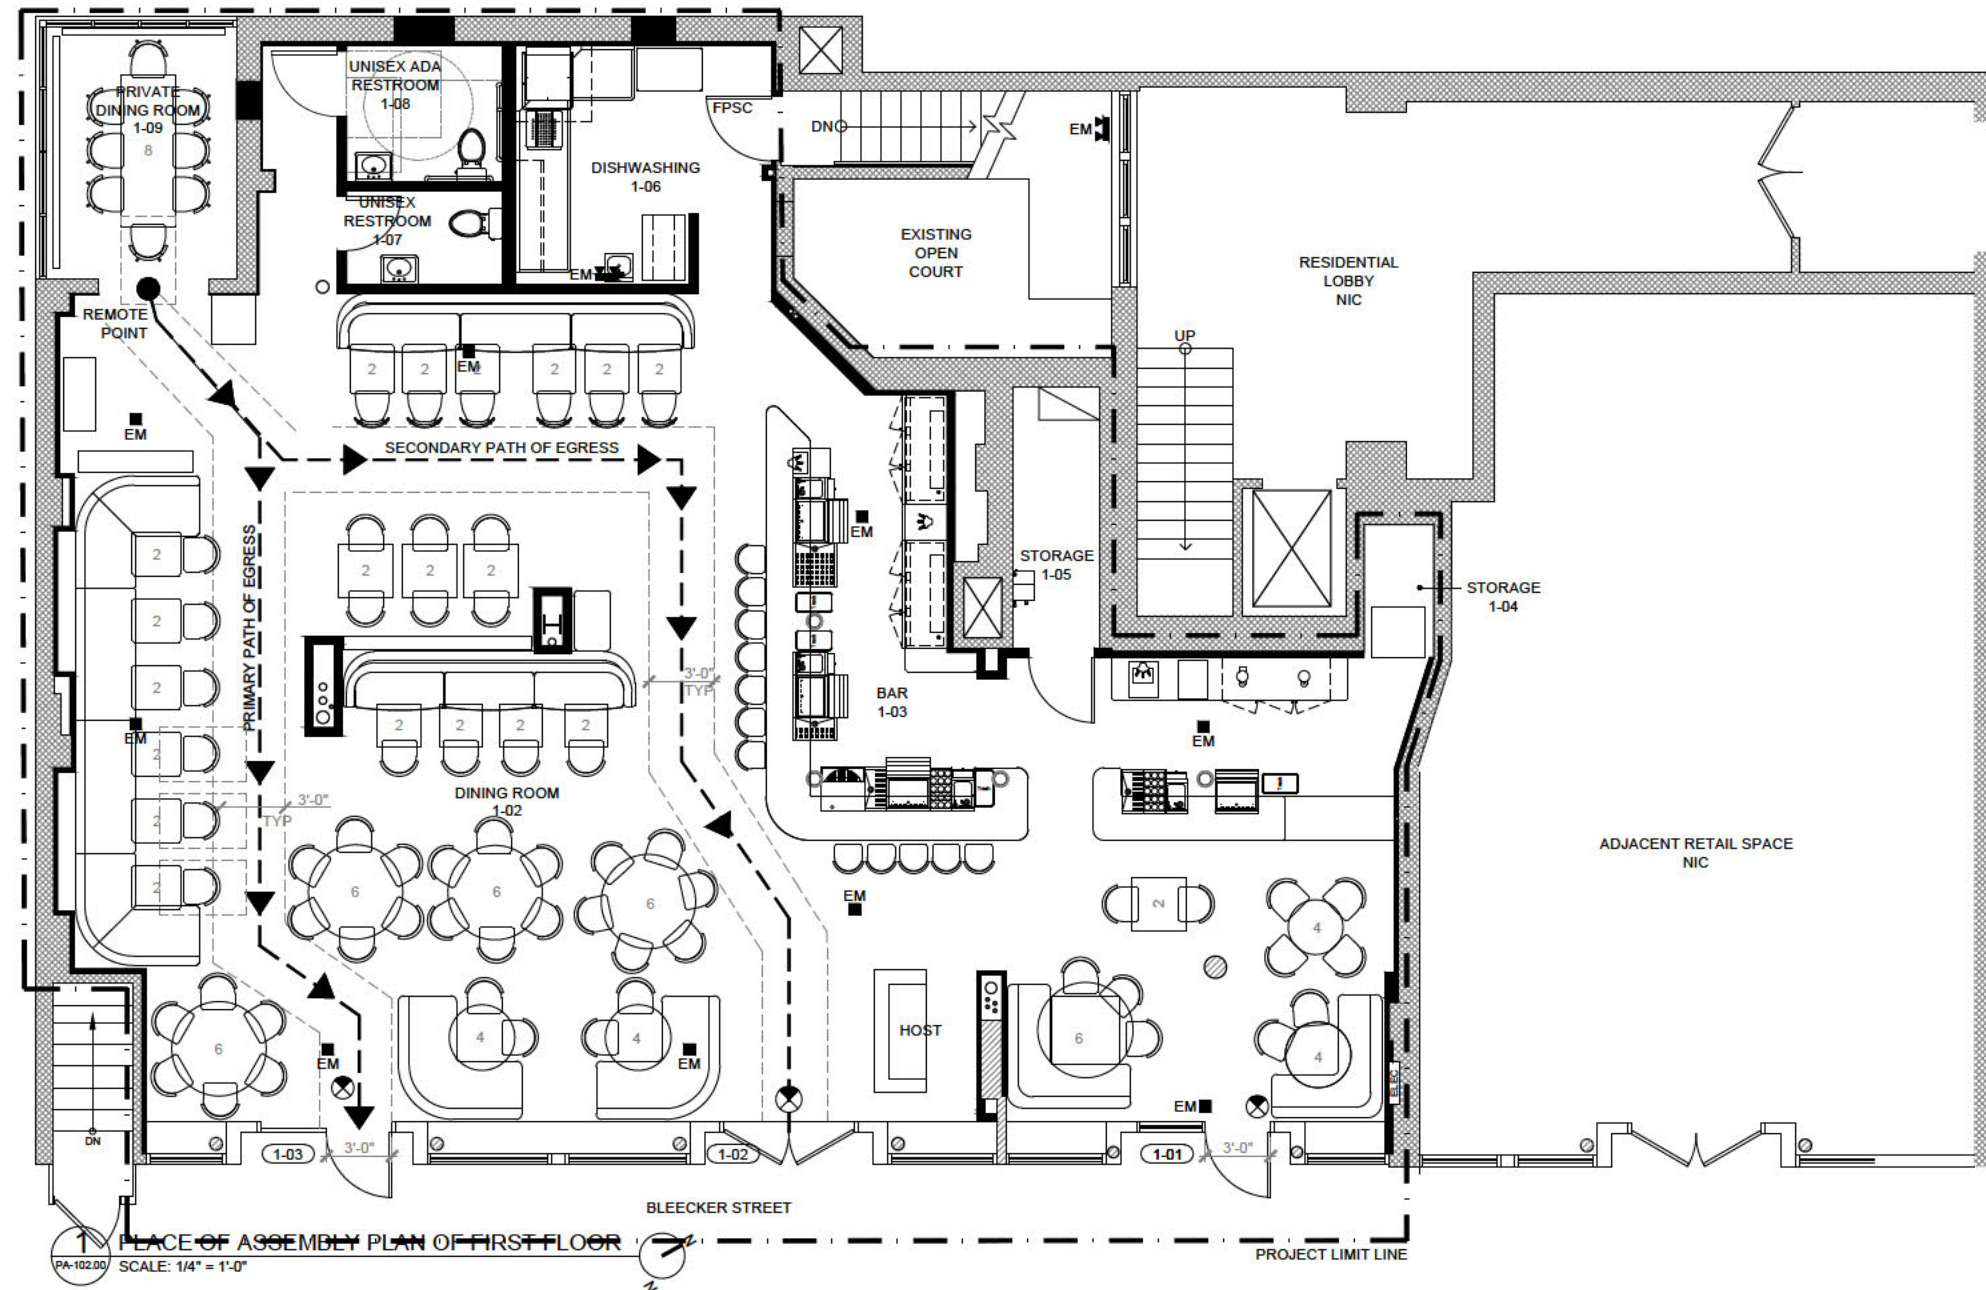 UNISEX ADA
RESTROOM
1-08
PRIVATE
DINING ROOM
1-09
8
FPSC
DN
EM
DISHWASHING
1-06
UNISEX
RESTROOM
1-07
EM
EXISTING
OPEN
COURT
RESIDENTIAL
LOBBY
NIC
REMOTE
POINT
UP
EM
2
2
2
2
2
2
EM
SECONDARY PATH OF EGRESS
PRIMARY PATH OF EGRESS
EM
2
2
2
2
STORAGE
1-05
STORAGE
1-04
2
2
3'-0"
TYP
BAR
1-03
2
2
2
2
EM
EM
2
DINING ROOM
1-02
3'-0"
TYP
2
2
ADJACENT RETAIL SPACE
NIC
6
6
6
EM
2
4
HOST
6
EM
4
4
EM
6
4
ELEC
EM
DN
1-03
3'-0"
1-02
1-01
3'-0"
BLEECKER STREET
1
PA-102.00
PLACE OF ASSEMBLY PLAN OF FIRST FLOOR
SCALE: 1/4" = 1'-0"
N
N
PROJECT LIMIT LINE